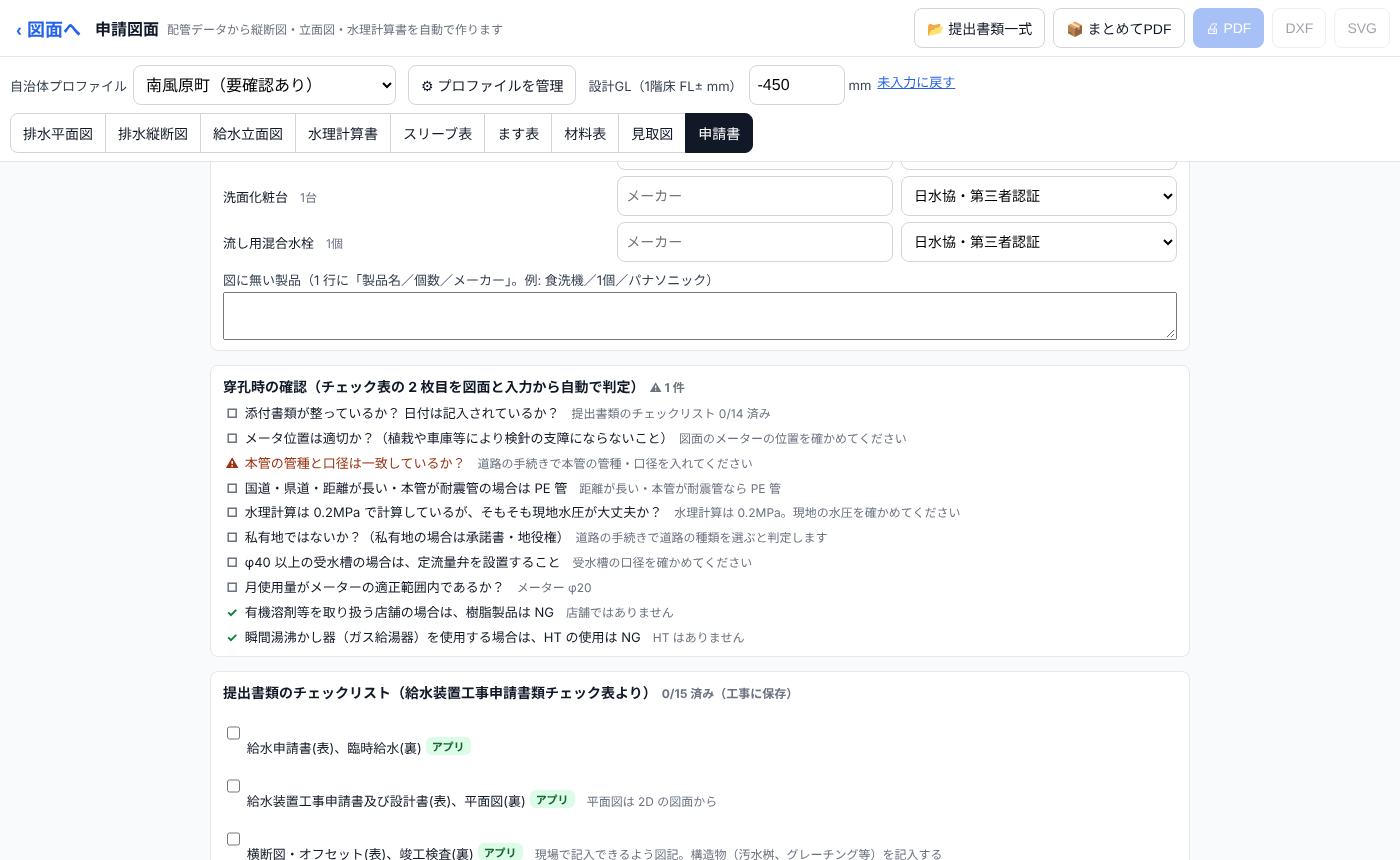 ‹ 図面へ 申請図面 配管データから縦断図・立面図・水理計算書を自動で作ります 📂 提出書類一式 📦 まとめてPDF 🖨 PDF DXF SVG
自治体プロファイル 南風原町（要確認あり） ⚙ プロファイルを管理 設計GL（1階床 FL± mm） -450 mm 未入力に戻す
排水平面図 排水縦断図 給水立面図 水理計算書 スリーブ表 ます表 材料表 見取図 申請書
洗面化粧台 1台 メーカー 日水協・第三者認証
流し用混合水栓 1個 メーカー 日水協・第三者認証
図に無い製品（1 行に「製品名／個数／メーカー」。例: 食洗機／1個／パナソニック）
穿孔時の確認（チェック表の 2 枚目を図面と入力から自動で判定） ⚠ 1 件
☐ 添付書類が整っているか？ 日付は記入されているか？ 提出書類のチェックリスト 0/14 済み
☐ メータ位置は適切か？（植栽や車庫等により検針の支障にならないこと） 図面のメーターの位置を確かめてください
⚠ 本管の管種と口径は一致しているか？ 道路の手続きで本管の管種・口径を入れてください
☐ 国道・県道・距離が長い・本管が耐震管の場合は PE 管 距離が長い・本管が耐震管なら PE 管
☐ 水理計算は 0.2MPa で計算しているが、そもそも現地水圧が大丈夫か？ 水理計算は 0.2MPa。現地の水圧を確かめてください
☐ 私有地ではないか？（私有地の場合は承諾書・地役権） 道路の手続きで道路の種類を選ぶと判定します
☐ φ40 以上の受水槽の場合は、定流量弁を設置すること 受水槽の口径を確かめてください
☐ 月使用量がメーターの適正範囲内であるか？ メーター φ20
✓ 有機溶剤等を取り扱う店舗の場合は、樹脂製品は NG 店舗ではありません
✓ 瞬間湯沸かし器（ガス給湯器）を使用する場合は、HT の使用は NG HT はありません
提出書類のチェックリスト（給水装置工事申請書類チェック表より） 0/15 済み（工事に保存）
給水申請書(表)、臨時給水(裏) アプリ
給水装置工事申請書及び設計書(表)、平面図(裏) アプリ 平面図は 2D の図面から
横断図・オフセット(表)、竣工検査(裏) アプリ 現場で記入できるよう図記。構造物（汚水桝、グレーチング等）を記入する